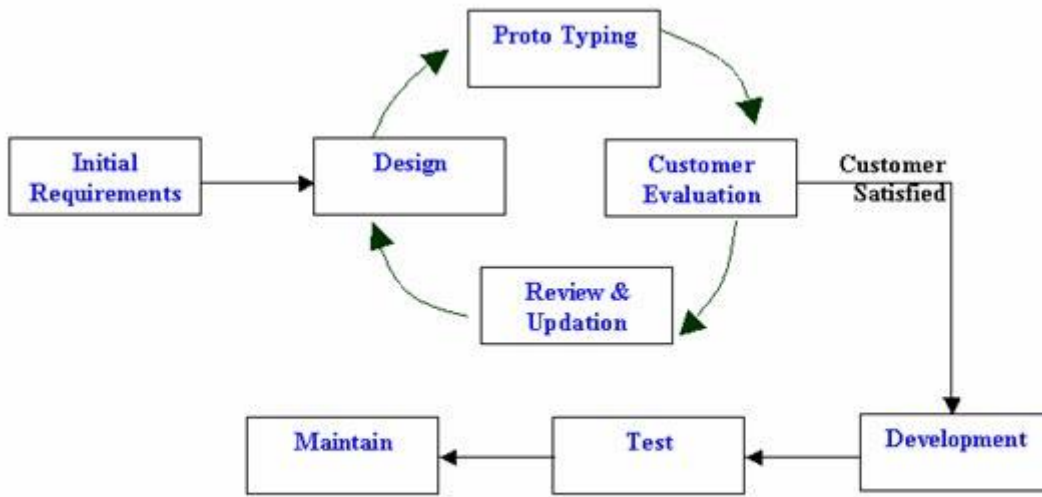 Proto Typing
Initial
Requirements
Design
Customer
Evaluation
Customer
Satisfied
Review &
Updation
Maintain
Test
Development